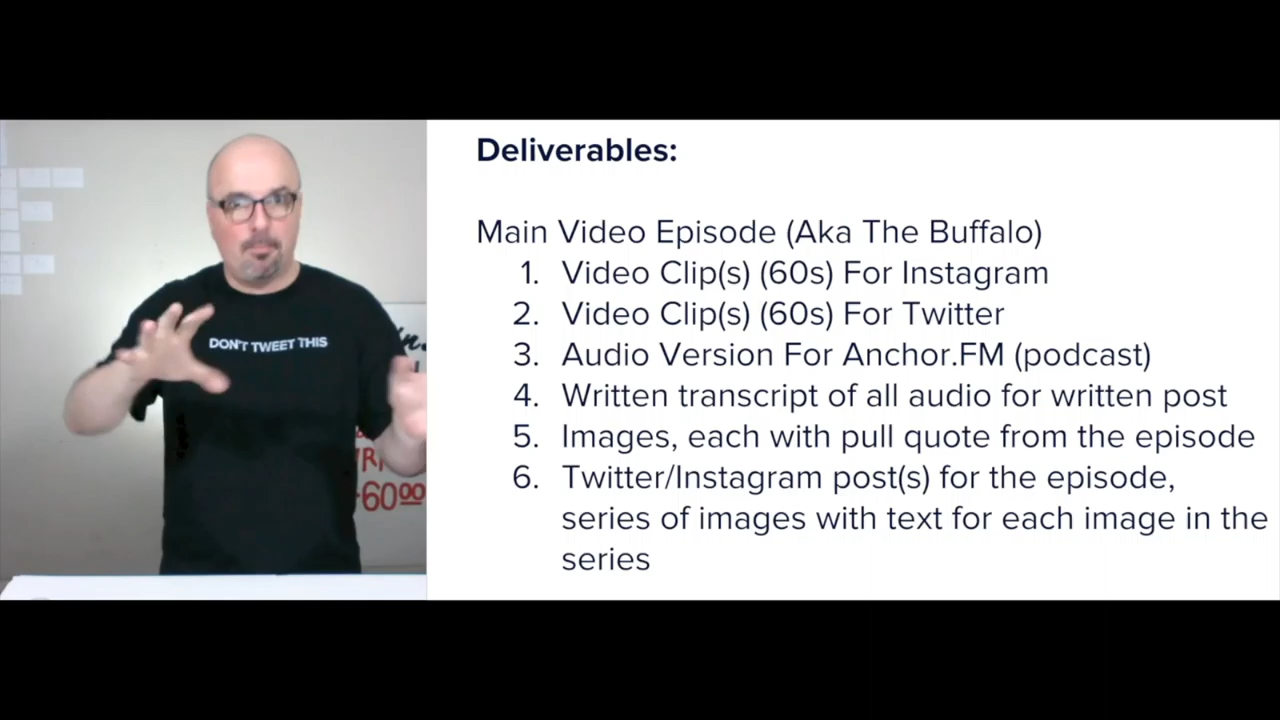 Deliverables:
Main Video Episode (Aka The Buffalo)
1. Video Clip(s) (60s) For Instagram
2. Video Clip(s) (60s) For Twitter
3. Audio Version For Anchor.FM (podcast)
4. Written transcript of all audio for written post
5. Images, each with pull quote from the episode
6. Twitter/Instagram post(s) for the episode,
series of images with text for each image in the
series
DON'T TWEET THIS
60⁰⁰